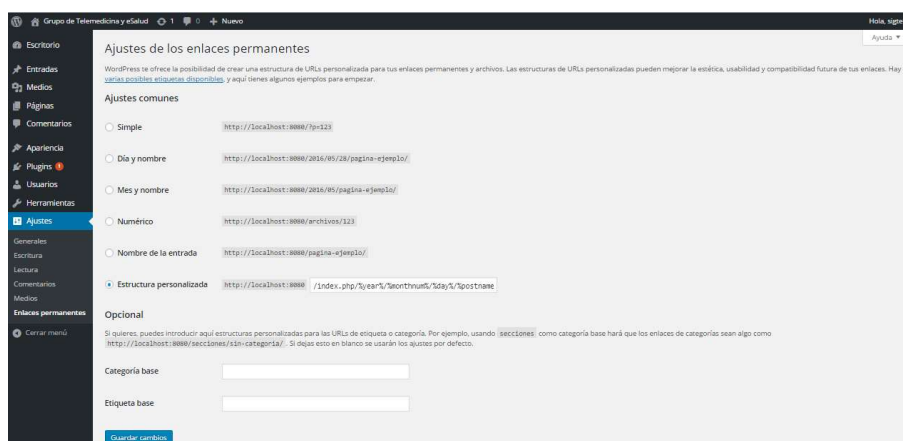 Grupo de Telemedicina y eSalud 1 0 + Nuevo Hola, sigte
Ayuda
Escritorio
Entradas
Medios
Páginas
Comentarios
Apariencia
Plugins 1
Usuarios
Herramientas
Ajustes
Generales
Escritura
Lectura
Comentarios
Medios
Enlaces permanentes
Cerrar menú
Ajustes de los enlaces permanentes
WordPress te ofrece la posibilidad de crear una estructura de URLs personalizada para tus enlaces permanentes y archivos. Las estructuras de URLs personalizadas pueden mejorar la estética, usabilidad y compatibilidad futura de tus enlaces. Hay
varias posibles etiquetas disponibles, y aquí tienes algunos ejemplos para empezar.
Ajustes comunes
Simple http://localhost:8080/?p=123
Día y nombre http://localhost:8080/2016/05/28/pagina-ejemplo/
Mes y nombre http://localhost:8080/2016/05/pagina-ejemplo/
Numérico http://localhost:8080/archivos/123
Nombre de la entrada http://localhost:8080/pagina-ejemplo/
Estructura personalizada http://localhost:8080 /index.php/%year%/%monthnum%/%day%/%postname
Opcional
Si quieres, puedes introducir aquí estructuras personalizadas para las URLs de etiqueta o categoría. Por ejemplo, usando secciones como categoría base hará que los enlaces de categorías sean algo como
http://localhost:8080/secciones/sin-categoria/ . Si dejas esto en blanco se usarán los ajustes por defecto.
Categoría base
Etiqueta base
Guardar cambios